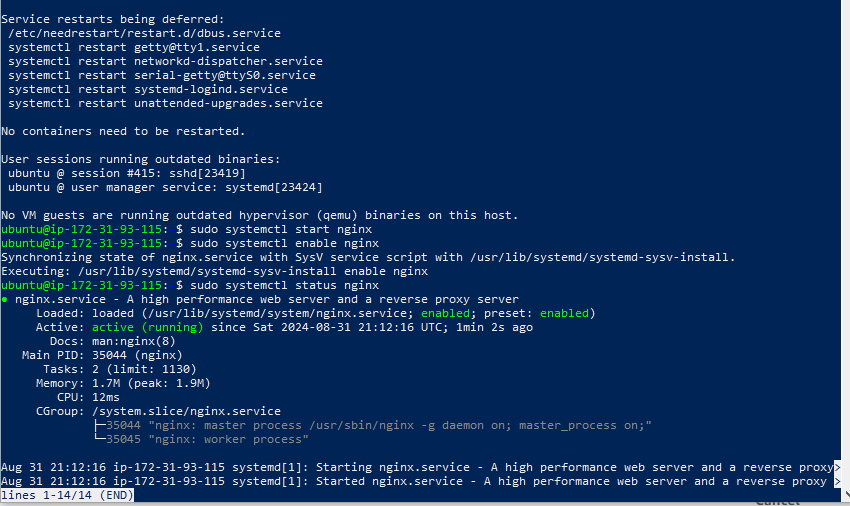 Service restarts being deferred:
 /etc/needrestart/restart.d/dbus.service
 systemctl restart getty@tty1.service
 systemctl restart networkd-dispatcher.service
 systemctl restart serial-getty@ttyS0.service
 systemctl restart systemd-logind.service
 systemctl restart unattended-upgrades.service

No containers need to be restarted.

User sessions running outdated binaries:
 ubuntu @ session #415: sshd[23419]
 ubuntu @ user manager service: systemd[23424]

No VM guests are running outdated hypervisor (qemu) binaries on this host.
ubuntu@ip-172-31-93-115: $ sudo systemctl start nginx
ubuntu@ip-172-31-93-115: $ sudo systemctl enable nginx
Synchronizing state of nginx.service with SysV service script with /usr/lib/systemd/systemd-sysv-install.
Executing: /usr/lib/systemd/systemd-sysv-install enable nginx
ubuntu@ip-172-31-93-115: $ sudo systemctl status nginx
● nginx.service - A high performance web server and a reverse proxy server
     Loaded: loaded (/usr/lib/systemd/system/nginx.service; enabled; preset: enabled)
     Active: active (running) since Sat 2024-08-31 21:12:16 UTC; 1min 2s ago
       Docs: man:nginx(8)
   Main PID: 35044 (nginx)
      Tasks: 2 (limit: 1130)
     Memory: 1.7M (peak: 1.9M)
        CPU: 12ms
     CGroup: /system.slice/nginx.service
             ├─35044 "nginx: master process /usr/sbin/nginx -g daemon on; master_process on;"
             └─35045 "nginx: worker process"

Aug 31 21:12:16 ip-172-31-93-115 systemd[1]: Starting nginx.service - A high performance web server and a reverse proxy>
Aug 31 21:12:16 ip-172-31-93-115 systemd[1]: Started nginx.service - A high performance web server and a reverse proxy >
lines 1-14/14 (END)
Cancel